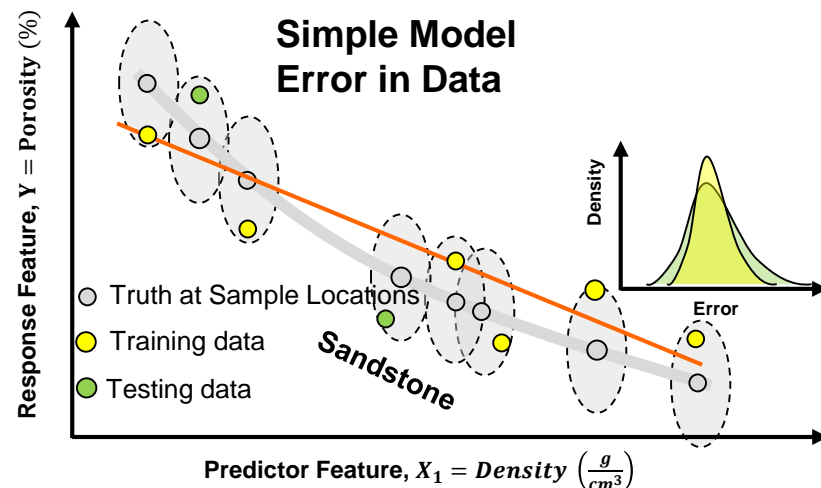 Simple Model
Error in Data
Response Feature, Y = Porosity (%)
Truth at Sample Locations
Training data
Testing data
Sandstone
Density
Error
Predictor Feature, X₁ = Density (g/cm³)